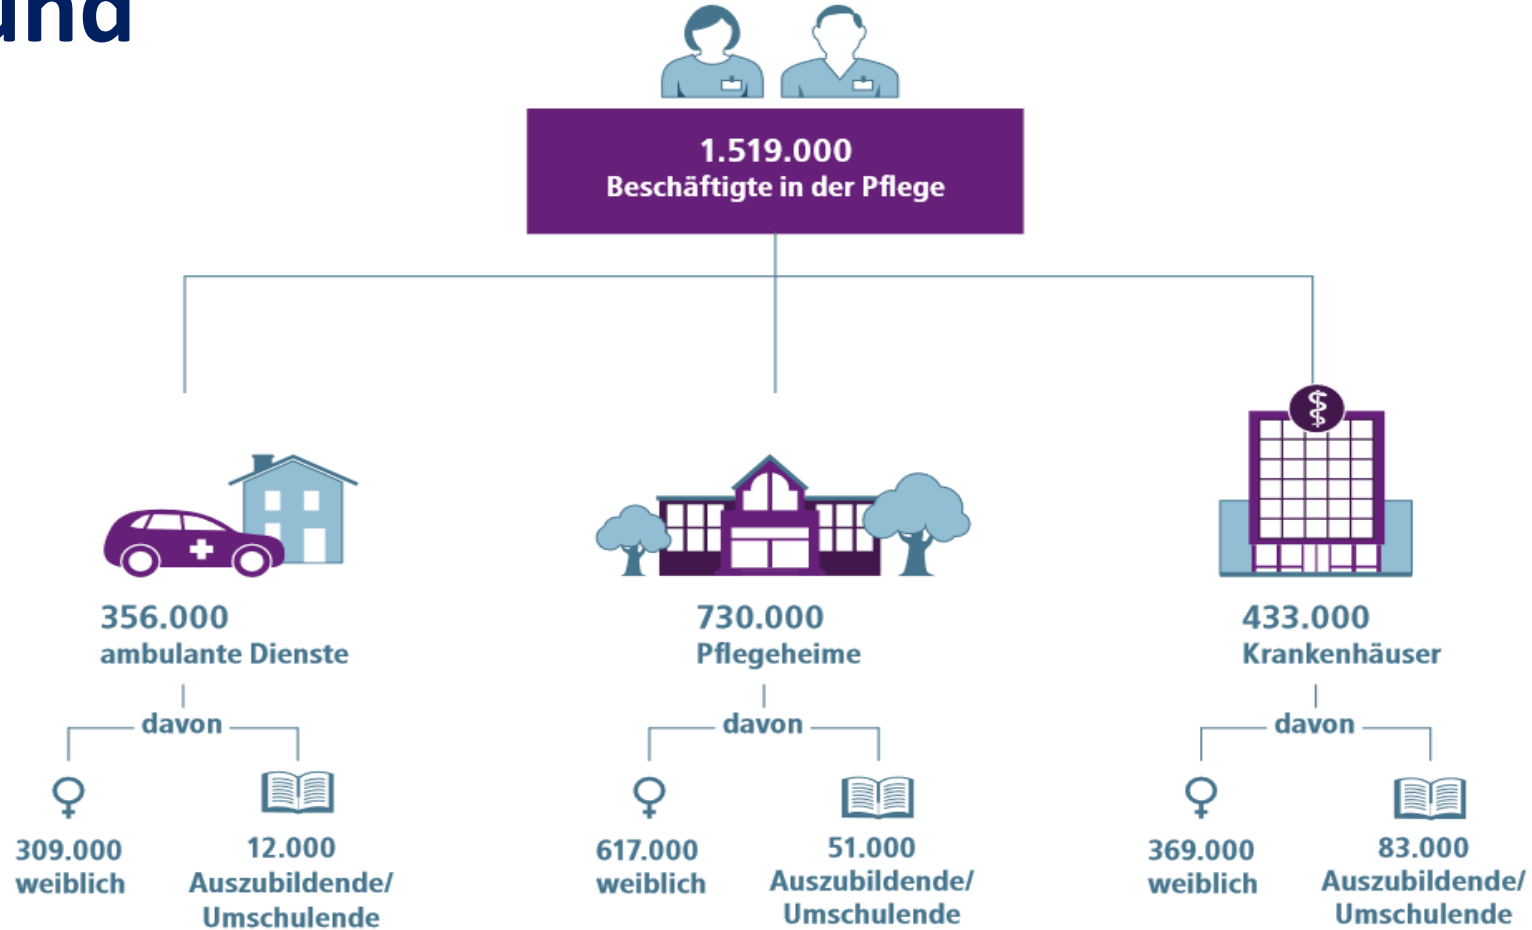 und
1.519.000
Beschäftigte in der Pflege
356.000
ambulante Dienste
davon
309.000
weiblich
12.000
Auszubildende/
Umschulende
730.000
Pflegeheime
davon
617.000
weiblich
51.000
Auszubildende/
Umschulende
433.000
Krankenhäuser
davon
369.000
weiblich
83.000
Auszubildende/
Umschulende